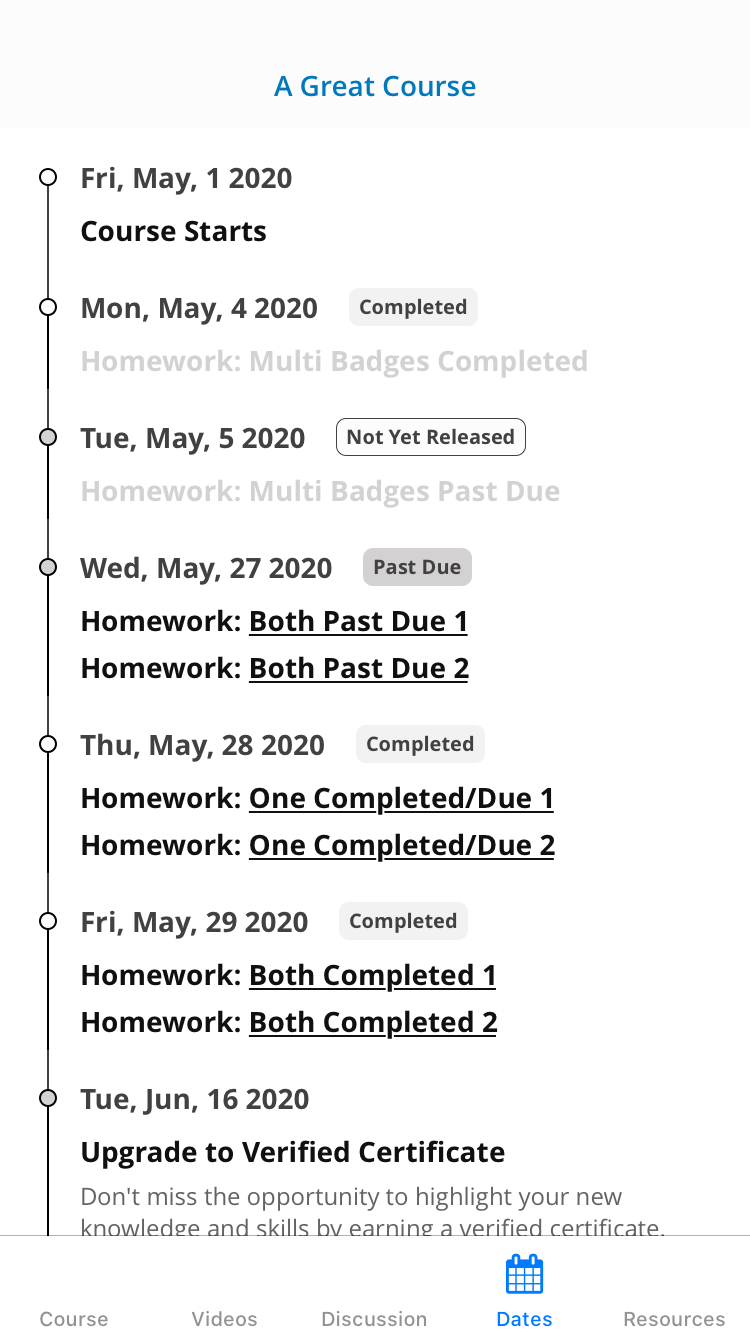 A Great Course
Fri, May, 1 2020
Course Starts
Mon, May, 4 2020 Completed
Homework: Multi Badges Completed
Tue, May, 5 2020 Not Yet Released
Homework: Multi Badges Past Due
Wed, May, 27 2020 Past Due
Homework: Both Past Due 1
Homework: Both Past Due 2
Thu, May, 28 2020 Completed
Homework: One Completed/Due 1
Homework: One Completed/Due 2
Fri, May, 29 2020 Completed
Homework: Both Completed 1
Homework: Both Completed 2
Tue, Jun, 16 2020
Upgrade to Verified Certificate
Don't miss the opportunity to highlight your new
knowledge and skills by earning a verified certificate.
Course Videos Discussion Dates Resources